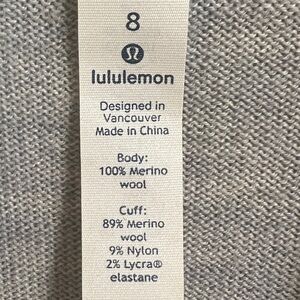 8
lululemon
Designed in
Vancouver
Made in China
Body:
100% Merino
wool
Cuff:
89% Merino
wool
9% Nylon
2% Lycra®
elastane